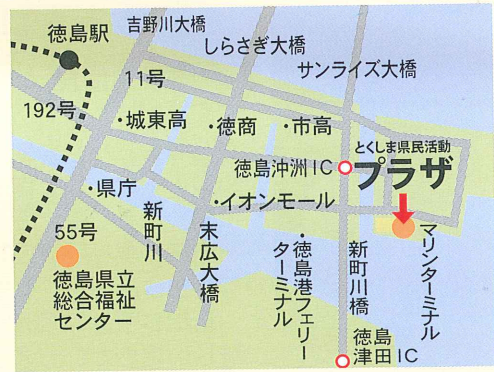 吉野川大橋
徳島駅
しらさぎ大橋
サンライズ大橋
11号
192号
・城東高
・徳商
・市高
とくしま県民活動
プラザ
徳島沖洲IC
・県庁
・イオンモール
新町川
末広大橋
・徳島港フェリー
ターミナル
新町川橋
マリンターミナル
55号
徳島県立
総合福祉
センター
徳島
津田IC